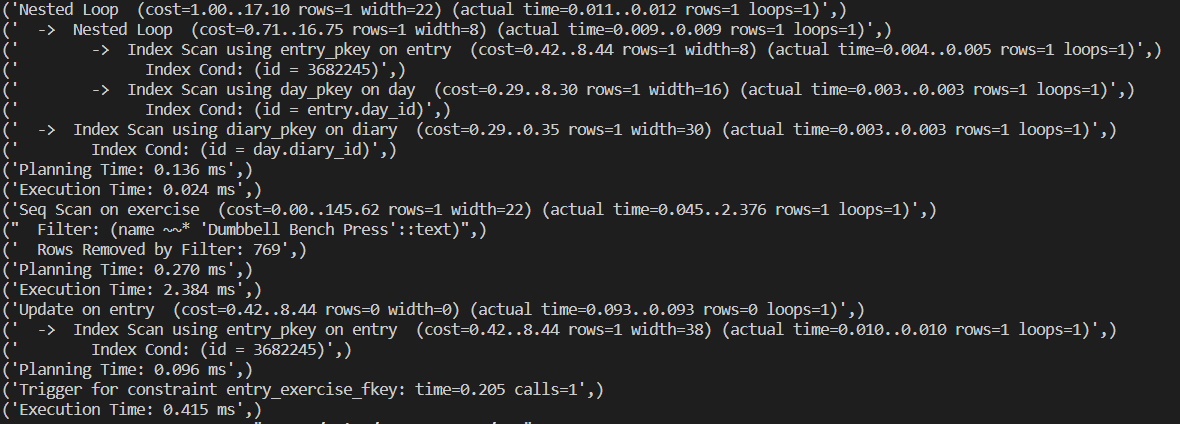 ('Nested Loop  (cost=1.00..17.10 rows=1 width=22) (actual time=0.011..0.012 rows=1 loops=1)',)
('  ->  Nested Loop  (cost=0.71..16.75 rows=1 width=8) (actual time=0.009..0.009 rows=1 loops=1)',)
('        ->  Index Scan using entry_pkey on entry  (cost=0.42..8.44 rows=1 width=8) (actual time=0.004..0.005 rows=1 loops=1)',)
('              Index Cond: (id = 3682245)',)
('        ->  Index Scan using day_pkey on day  (cost=0.29..8.30 rows=1 width=16) (actual time=0.003..0.003 rows=1 loops=1)',)
('              Index Cond: (id = entry.day_id)',)
('  ->  Index Scan using diary_pkey on diary  (cost=0.29..0.35 rows=1 width=30) (actual time=0.003..0.003 rows=1 loops=1)',)
('        Index Cond: (id = day.diary_id)',)
('Planning Time: 0.136 ms',)
('Execution Time: 0.024 ms',)
('Seq Scan on exercise  (cost=0.00..145.62 rows=1 width=22) (actual time=0.045..2.376 rows=1 loops=1)',)
("  Filter: (name ~~* 'Dumbbell Bench Press'::text)",)
('  Rows Removed by Filter: 769',)
('Planning Time: 0.270 ms',)
('Execution Time: 2.384 ms',)
('Update on entry  (cost=0.42..8.44 rows=0 width=0) (actual time=0.093..0.093 rows=0 loops=1)',)
('  ->  Index Scan using entry_pkey on entry  (cost=0.42..8.44 rows=1 width=38) (actual time=0.010..0.010 rows=1 loops=1)',)
('        Index Cond: (id = 3682245)',)
('Planning Time: 0.096 ms',)
('Trigger for constraint entry_exercise_fkey: time=0.205 calls=1',)
('Execution Time: 0.415 ms',)